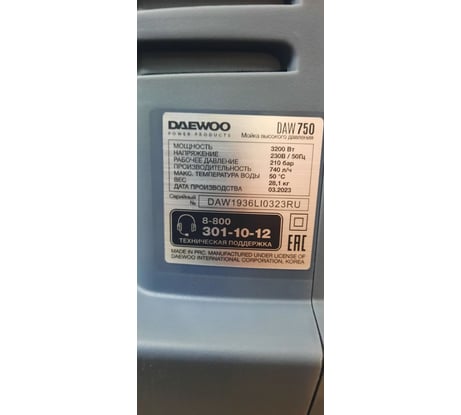 DAEWOO
POWER PRODUCTS
DAW 750
Мойка высокого давления
МОЩНОСТЬ 3200 Вт
НАПРЯЖЕНИЕ 230В / 50Гц
РАБОЧЕЕ ДАВЛЕНИЕ 210 бар
ПРОИЗВОДИТЕЛЬНОСТЬ 740 л/ч
МАКС. ТЕМПЕРАТУРА ВОДЫ 50 °С
ВЕС 28,1 кг
ДАТА ПРОИЗВОДСТВА 03.2023
Серийный № DAW1936LI0323RU
8-800
301-10-12
ТЕХНИЧЕСКАЯ ПОДДЕРЖКА
EAC
MADE IN PRC. MANUFACTURED UNDER LICENSE OF
DAEWOO INTERNATIONAL CORPORATION, KOREA